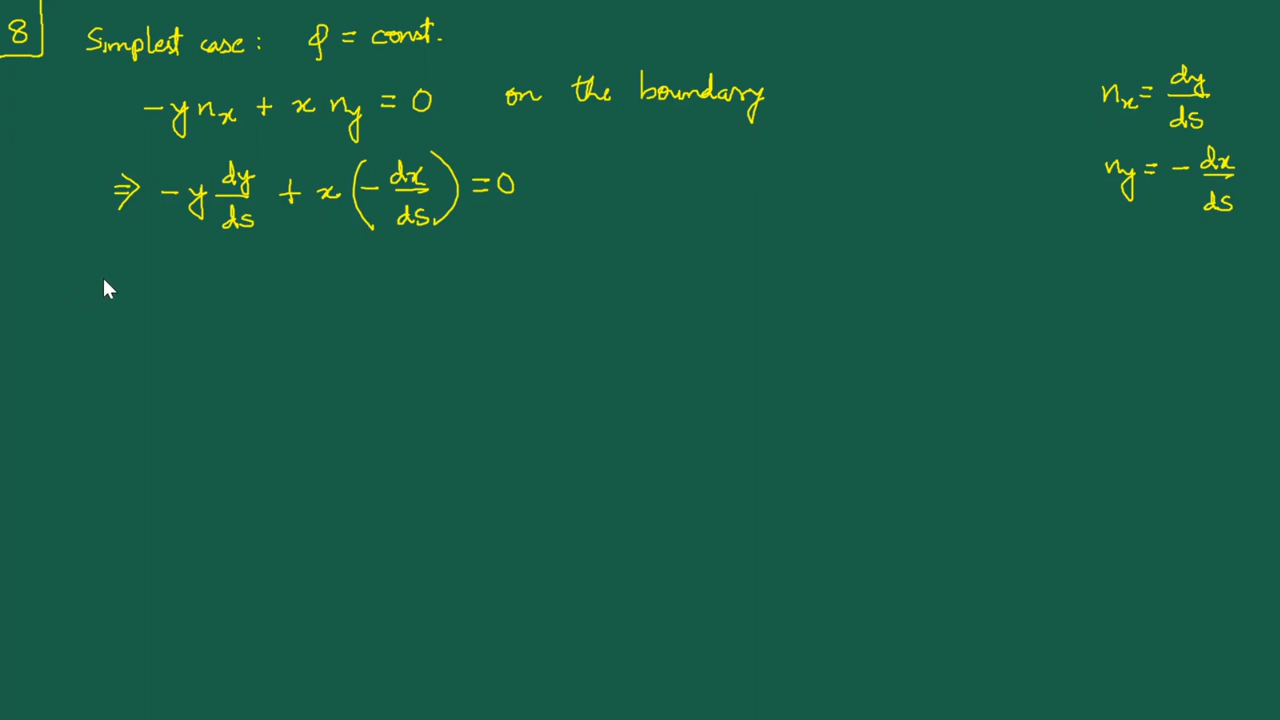 8
Simplest case: φ = const.
-y n_x + x n_y = 0 on the boundary
⇒ -y dy/ds + x (- dx/ds) = 0
n_x = dy/ds
n_y = - dx/ds